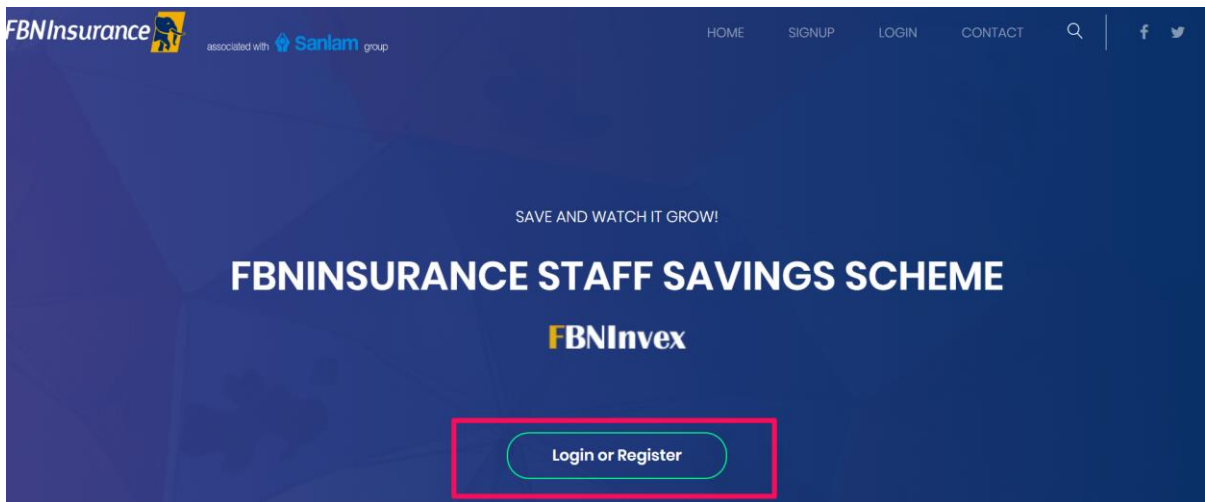 FBNInsurance
associated with Sanlam group
HOME SIGNUP LOGIN CONTACT
SAVE AND WATCH IT GROW!
FBNINSURANCE STAFF SAVINGS SCHEME
FBNInvex
Login or Register